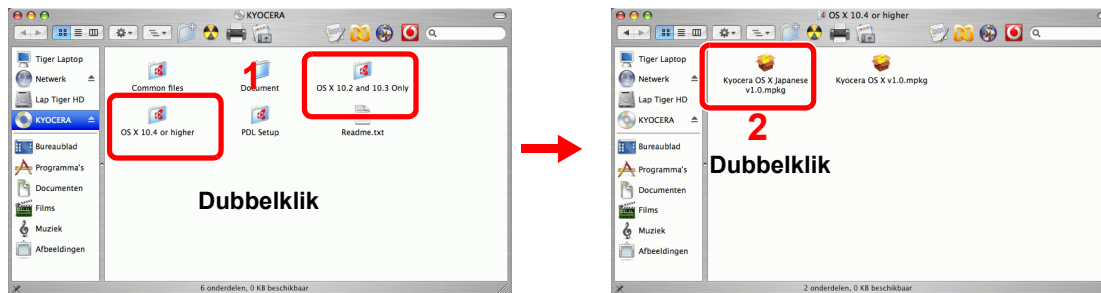 KYOCERA
Tiger Laptop
Netwerk
Lap Tiger HD
KYOCERA
Bureaublad
Programma's
Documenten
Films
Muziek
Afbeeldingen
Common files
Document
OS X 10.2 and 10.3 Only
OS X 10.4 or higher
PDL Setup
Readme.txt
1
Dubbelklik
6 onderdelen, 0 KB beschikbaar
OS X 10.4 or higher
Tiger Laptop
Netwerk
Lap Tiger HD
KYOCERA
Bureaublad
Programma's
Documenten
Films
Muziek
Afbeeldingen
Kyocera OS X Japanese
v1.0.mpkg
Kyocera OS X v1.0.mpkg
2
Dubbelklik
2 onderdelen, 0 KB beschikbaar